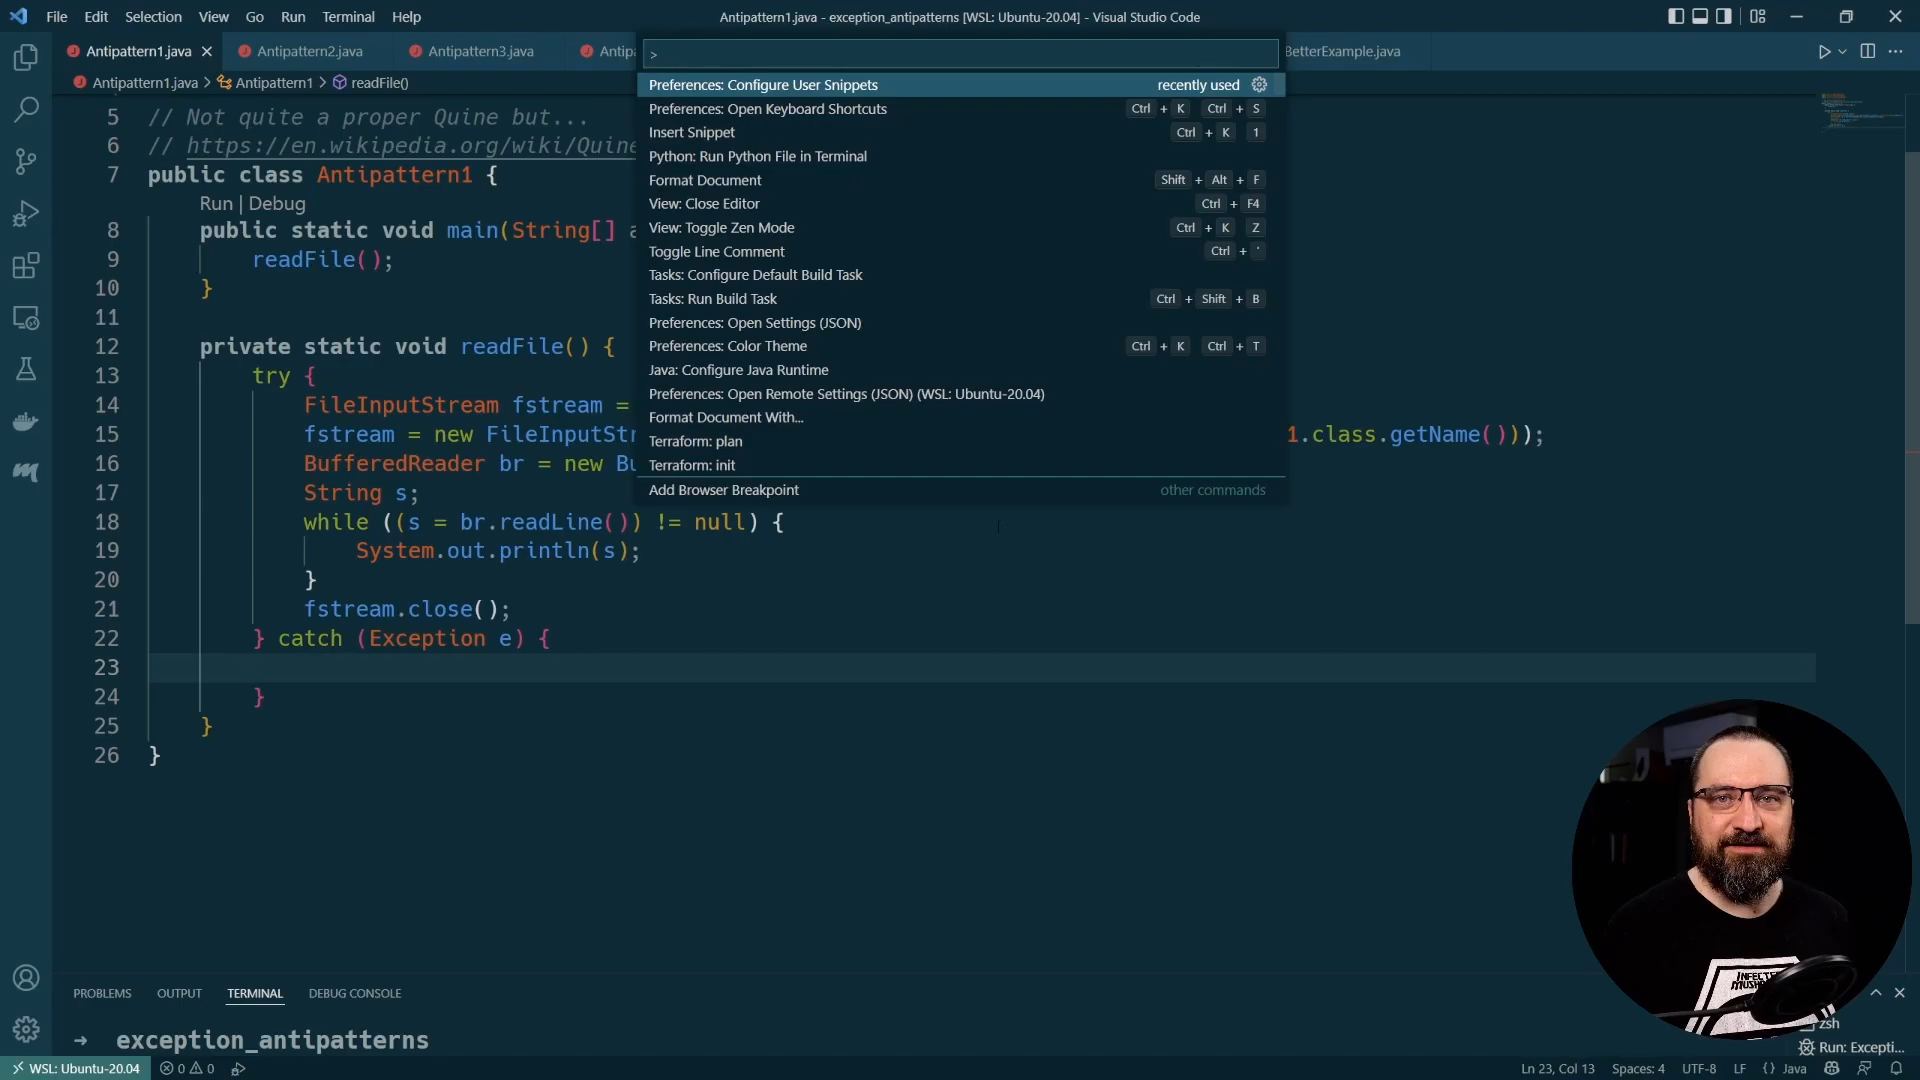 File Edit Selection View Go Run Terminal Help
Antipattern1.java - exception_antipatterns [WSL: Ubuntu-20.04] - Visual Studio Code
Antipattern1.java Antipattern2.java Antipattern3.java Antip BetterExample.java
Antipattern1.java > Antipattern1 > readFile()
>
Preferences: Configure User Snippets recently used
Preferences: Open Keyboard Shortcuts Ctrl + K Ctrl + S
Insert Snippet Ctrl + K 1
Python: Run Python File in Terminal
Format Document Shift + Alt + F
View: Close Editor Ctrl + F4
View: Toggle Zen Mode Ctrl + K Z
Toggle Line Comment Ctrl + '
Tasks: Configure Default Build Task
Tasks: Run Build Task Ctrl + Shift + B
Preferences: Open Settings (JSON)
Preferences: Color Theme Ctrl + K Ctrl + T
Java: Configure Java Runtime
Preferences: Open Remote Settings (JSON) (WSL: Ubuntu-20.04)
Format Document With...
Terraform: plan
Terraform: init
Add Browser Breakpoint other commands
5 // Not quite a proper Quine but...
6 // https://en.wikipedia.org/wiki/Quine
7 public class Antipattern1 {
Run | Debug
8 public static void main(String[] a
9 readFile();
10 }
11
12 private static void readFile() {
13 try {
14 FileInputStream fstream =
15 fstream = new FileInputStr 1.class.getName()));
16 BufferedReader br = new Bu
17 String s;
18 while ((s = br.readLine()) != null) {
19 System.out.println(s);
20 }
21 fstream.close();
22 } catch (Exception e) {
23
24 }
25 }
26 }
INFECTE
MUSH
PROBLEMS OUTPUT TERMINAL DEBUG CONSOLE
zsh
Run: Excepti...
→ exception_antipatterns
WSL: Ubuntu-20.04 0 0 Ln 23, Col 13 Spaces: 4 UTF-8 LF {} Java